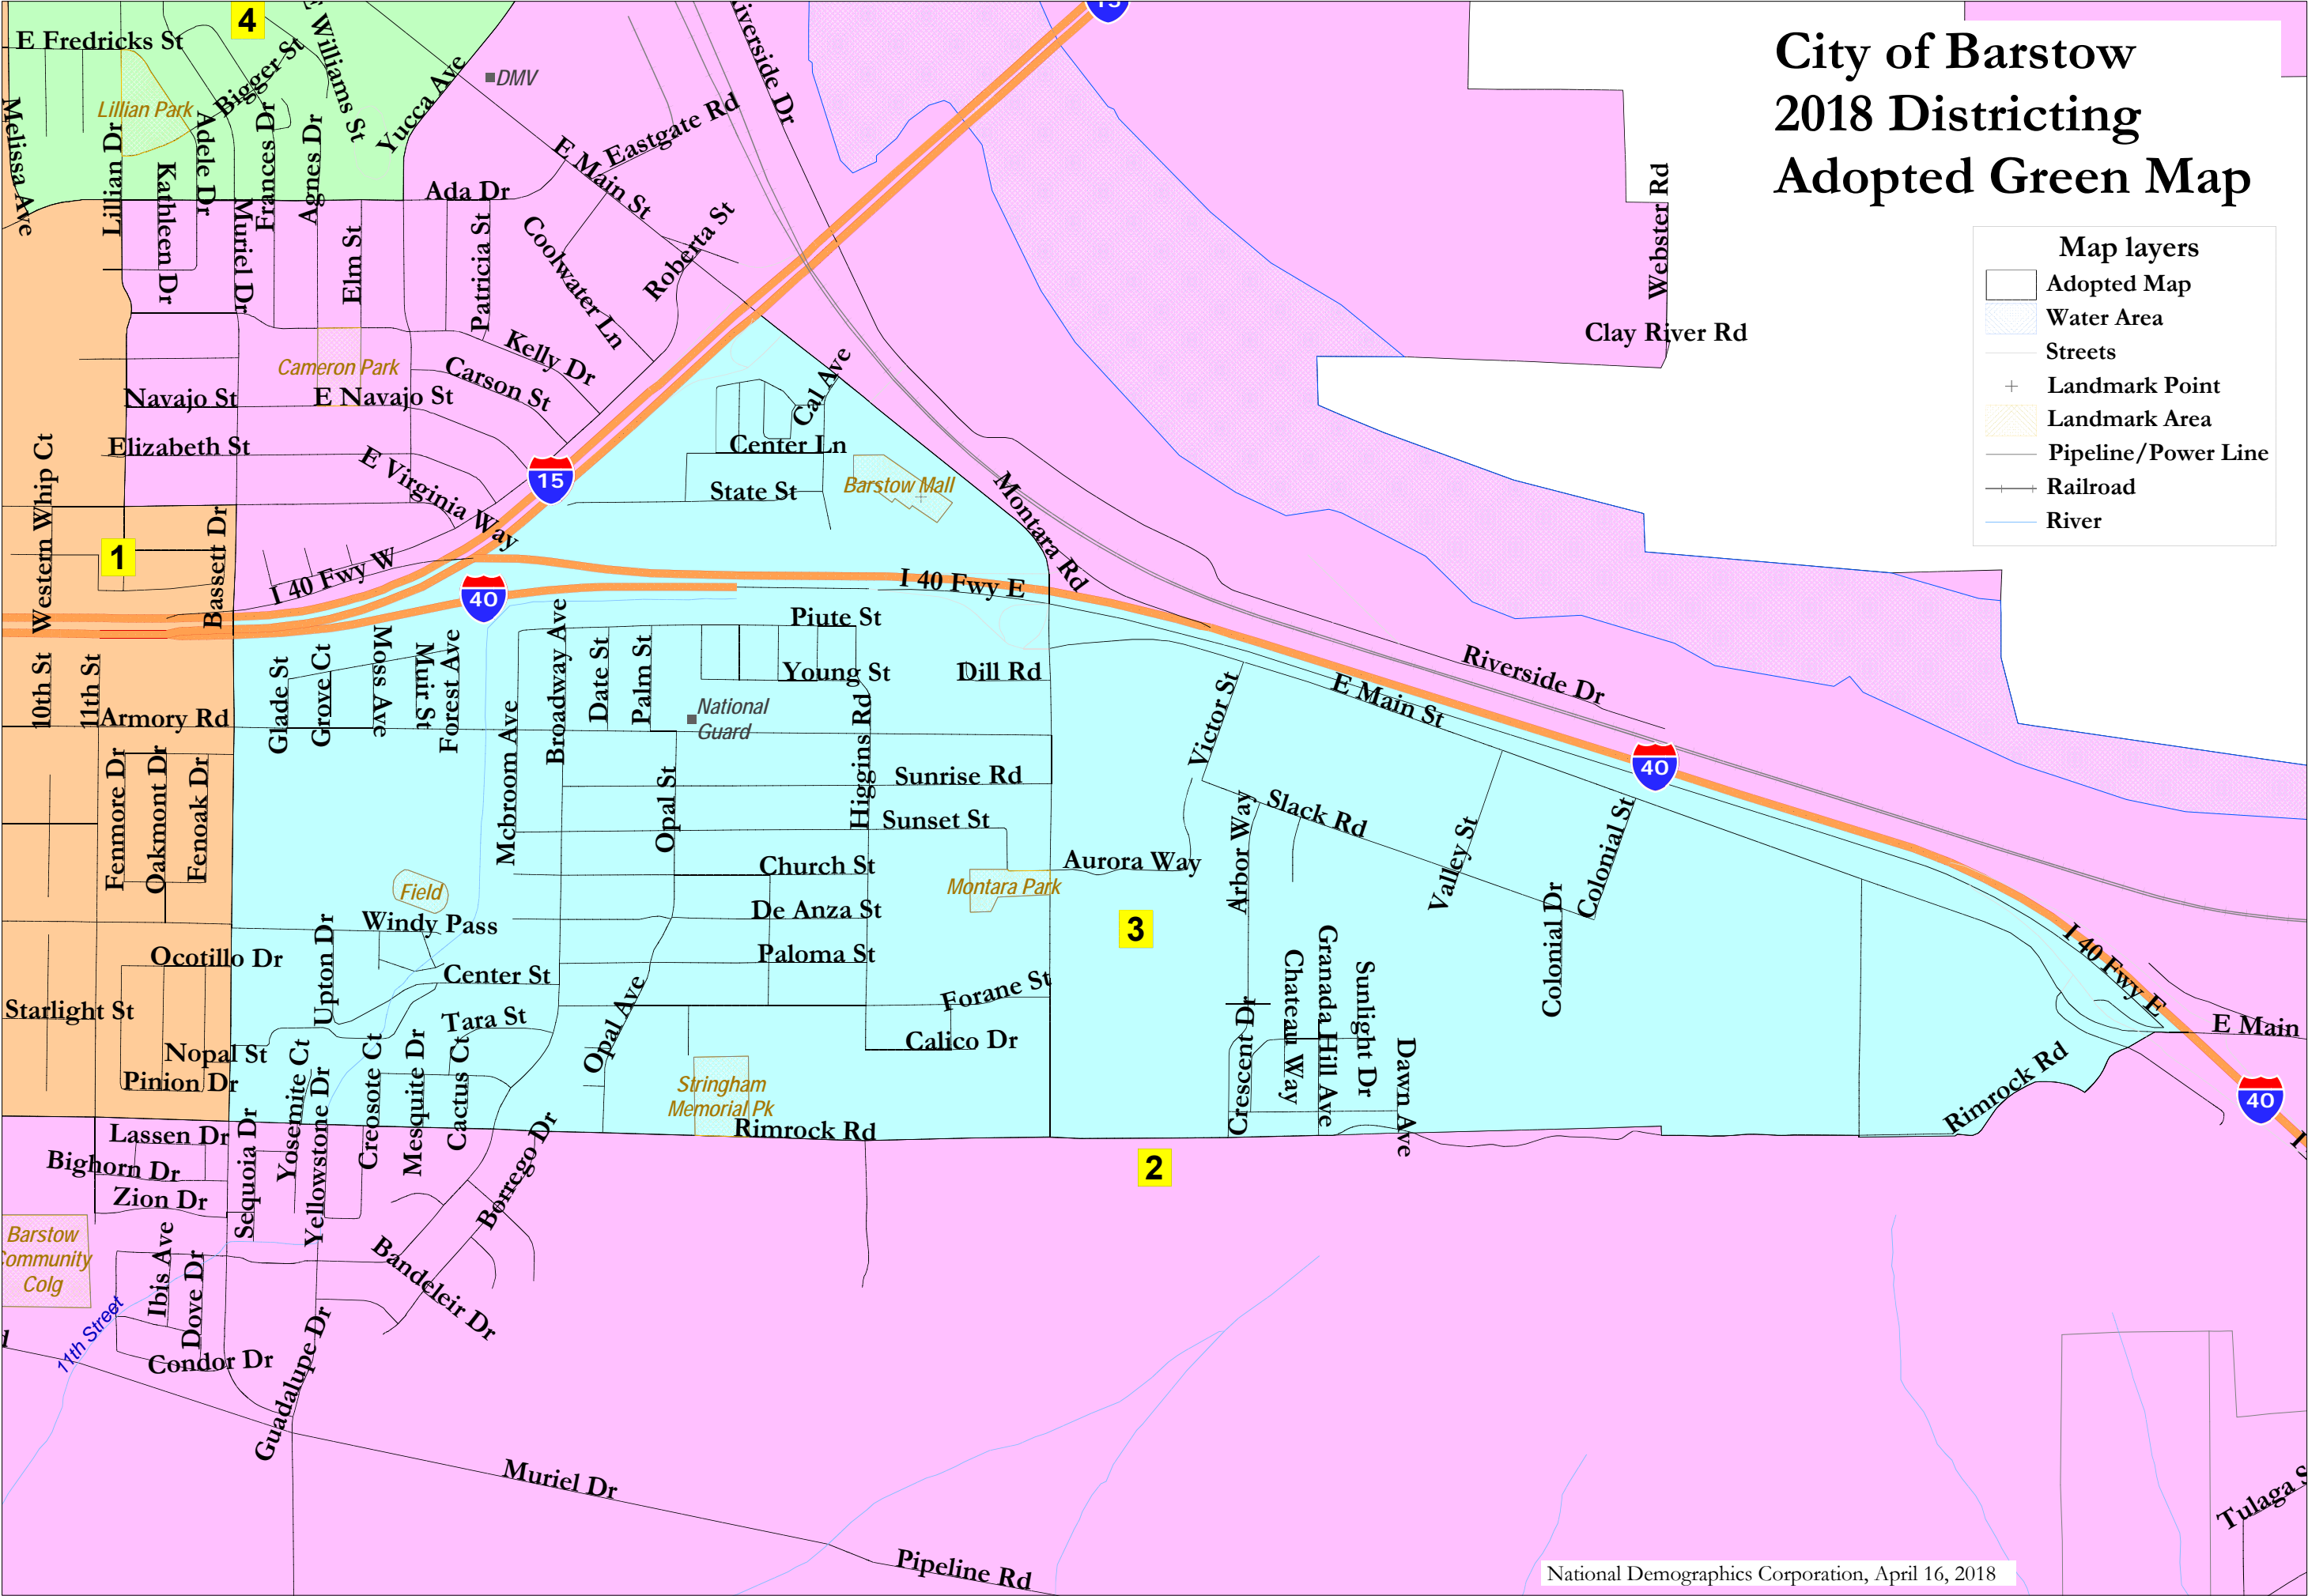 City of Barstow
2018 Districting
Adopted Green Map
Map layers
Adopted Map
Water Area
Streets
Landmark Point
Landmark Area
Pipeline/Power Line
Railroad
River
4
E Fredricks St
E Williams St
Bigger St
Yucca Ave
DMV
Riverside Dr
15
Lillian Park
Melissa Ave
Lillian Dr
Kathleen Dr
Adele Dr
Muriel Dr
Frances Dr
Agnes Dr
Elm St
Ada Dr
Patricia St
Eastgate Rd
E Main St
Coolwater Ln
Roberta St
Webster Rd
Clay River Rd
Kelly Dr
Carson St
Cameron Park
Navajo St
E Navajo St
Elizabeth St
E Virginia Way
15
Cal Ave
Center Ln
State St
Barstow Mall
Montara Rd
Western Whip Ct
1
Bassett Dr
I 40 Fwy W
40
I 40 Fwy E
Piute St
Young St
Dill Rd
10th St
11th St
Armory Rd
Glade St
Grove Ct
Moss Ave
Muir St
Forest Ave
Mcbroom Ave
Broadway Ave
Date St
Palm St
National
Guard
Higgins Rd
Victor St
E Main St
Riverside Dr
40
Fenmore Dr
Oakmont Dr
Fenoak Dr
Opal St
Sunrise Rd
Sunset St
Church St
De Anza St
Paloma St
Aurora Way
Montara Park
Arbor Way
Slack Rd
Valley St
Colonial St
Colonial Dr
Field
Windy Pass
3
Ocotillo Dr
Upton Dr
Center St
Starlight St
Tara St
Opal Ave
Forane St
Calico Dr
Chateau Way
Granada Hill Ave
Sunlight Dr
Crescent Dr
Dawn Ave
I 40 Fwy E
E Main
Rimrock Rd
40
I
Nopal St
Pinion Dr
Yosemite Ct
Yellowstone Dr
Creosote Ct
Mesquite Dr
Cactus Ct
Stringham
Memorial Pk
Rimrock Rd
2
Lassen Dr
Bighorn Dr
Zion Dr
Sequoia Dr
Borrego Dr
Barstow
Community
Colg
Ibis Ave
Dove Dr
Bandeleir Dr
11th Street
Condor Dr
Guadalupe Dr
Muriel Dr
Pipeline Rd
Tulaga S
National Demographics Corporation, April 16, 2018